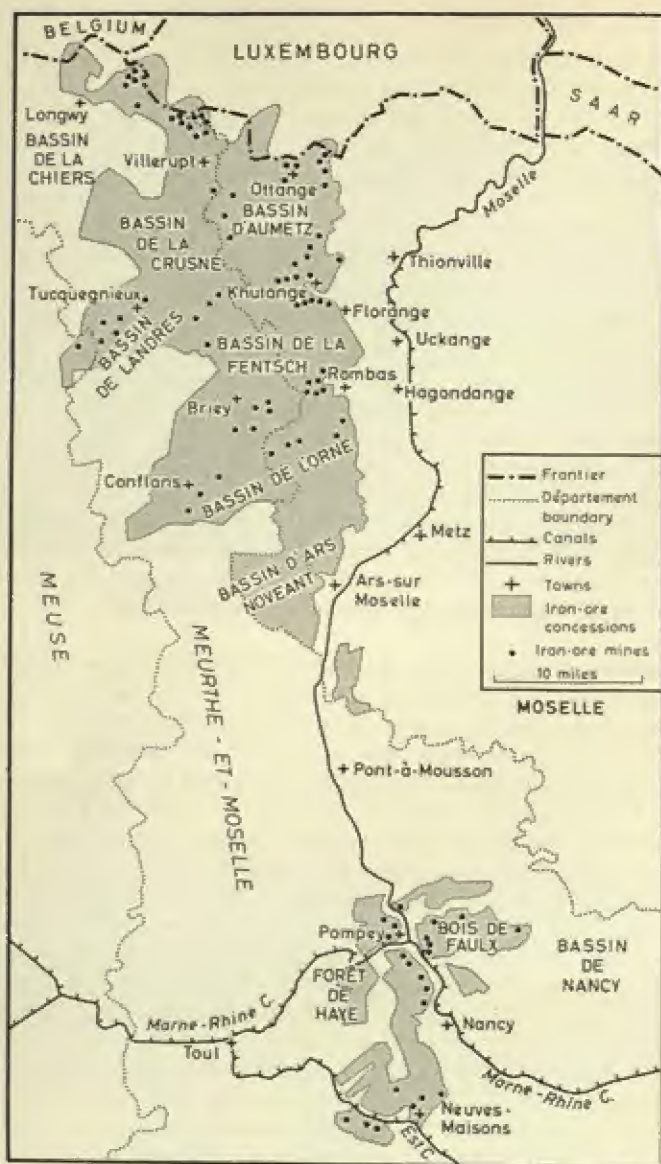 BELGIUM
LUXEMBOURG
SAAR
Longwy
BASSIN
DE LA
CHIERS
Villerupt
Ottange
BASSIN
D'AUMETZ
Moselle
BASSIN
DE LA
CRUSNE
Thionville
Tucquegnieux
Knutange
Florange
BASSIN
DE LANDRES
BASSIN DE LA
FENTSCH
Uckange
Rombas
Hagondange
Briey
Conflans
BASSIN DE L'ORNE
Frontier
Département
boundary
Canals
Rivers
Towns
Iron-ore
concessions
Iron-ore mines
10 miles
Metz
BASSIN D'ARS
NOVEANT
Ars-sur
Moselle
MEUSE
MEURTHE-ET-MOSELLE
MOSELLE
Pont-à-Mousson
Pompey
BOIS DE
FAULX
BASSIN
DE
NANCY
FORÊT
DE
HAYE
Marne-Rhine C.
Toul
Nancy
Marne-Rhine C.
Neuves-
Maisons
Est C.